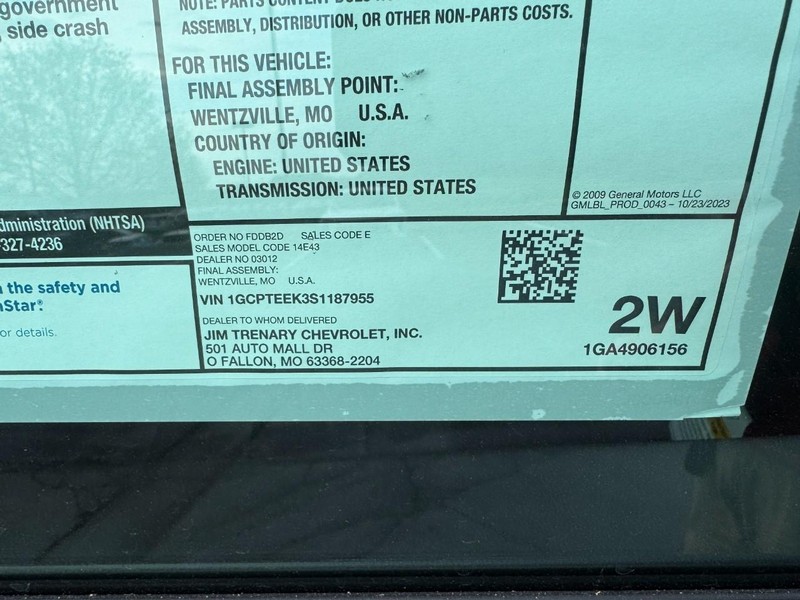 government
side crash
NOTE: PARTS CONTENT DOES
ASSEMBLY, DISTRIBUTION, OR OTHER NON-PARTS COSTS.
FOR THIS VEHICLE:
FINAL ASSEMBLY POINT:
WENTZVILLE, MO U.S.A.
COUNTRY OF ORIGIN:
ENGINE: UNITED STATES
TRANSMISSION: UNITED STATES
© 2009 General Motors LLC
GMLBL_PROD_0043 – 10/23/2023
dministration (NHTSA)
327-4236
the safety and
Star®.
or details.
ORDER NO FDDB2D SALES CODE E
SALES MODEL CODE 14E43
DEALER NO 03012
FINAL ASSEMBLY:
WENTZVILLE, MO U.S.A.
VIN 1GCPTEEK3S1187955
DEALER TO WHOM DELIVERED
JIM TRENARY CHEVROLET, INC.
501 AUTO MALL DR
O FALLON, MO 63368-2204
2W
1GA4906156